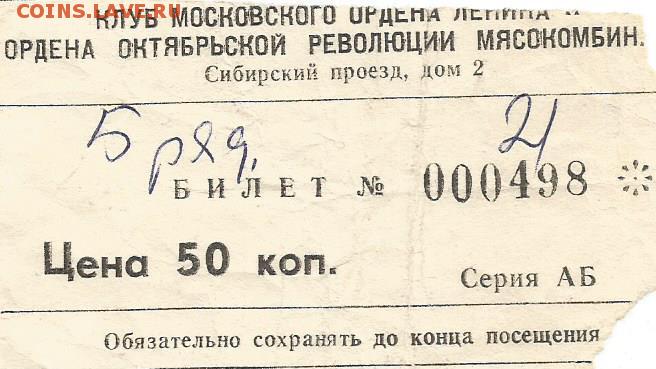 COINS.LAVE.RU
КЛУБ МОСКОВСКОГО ОРДЕНА ЛЕНИНА И
ОРДЕНА ОКТЯБРЬСКОЙ РЕВОЛЮЦИИ МЯСОКОМБИН.
Сибирский проезд, дом 2
5 ряд. 21
БИЛЕТ № 000498
Цена 50 коп.
Серия АБ
Обязательно сохранять до конца посещения